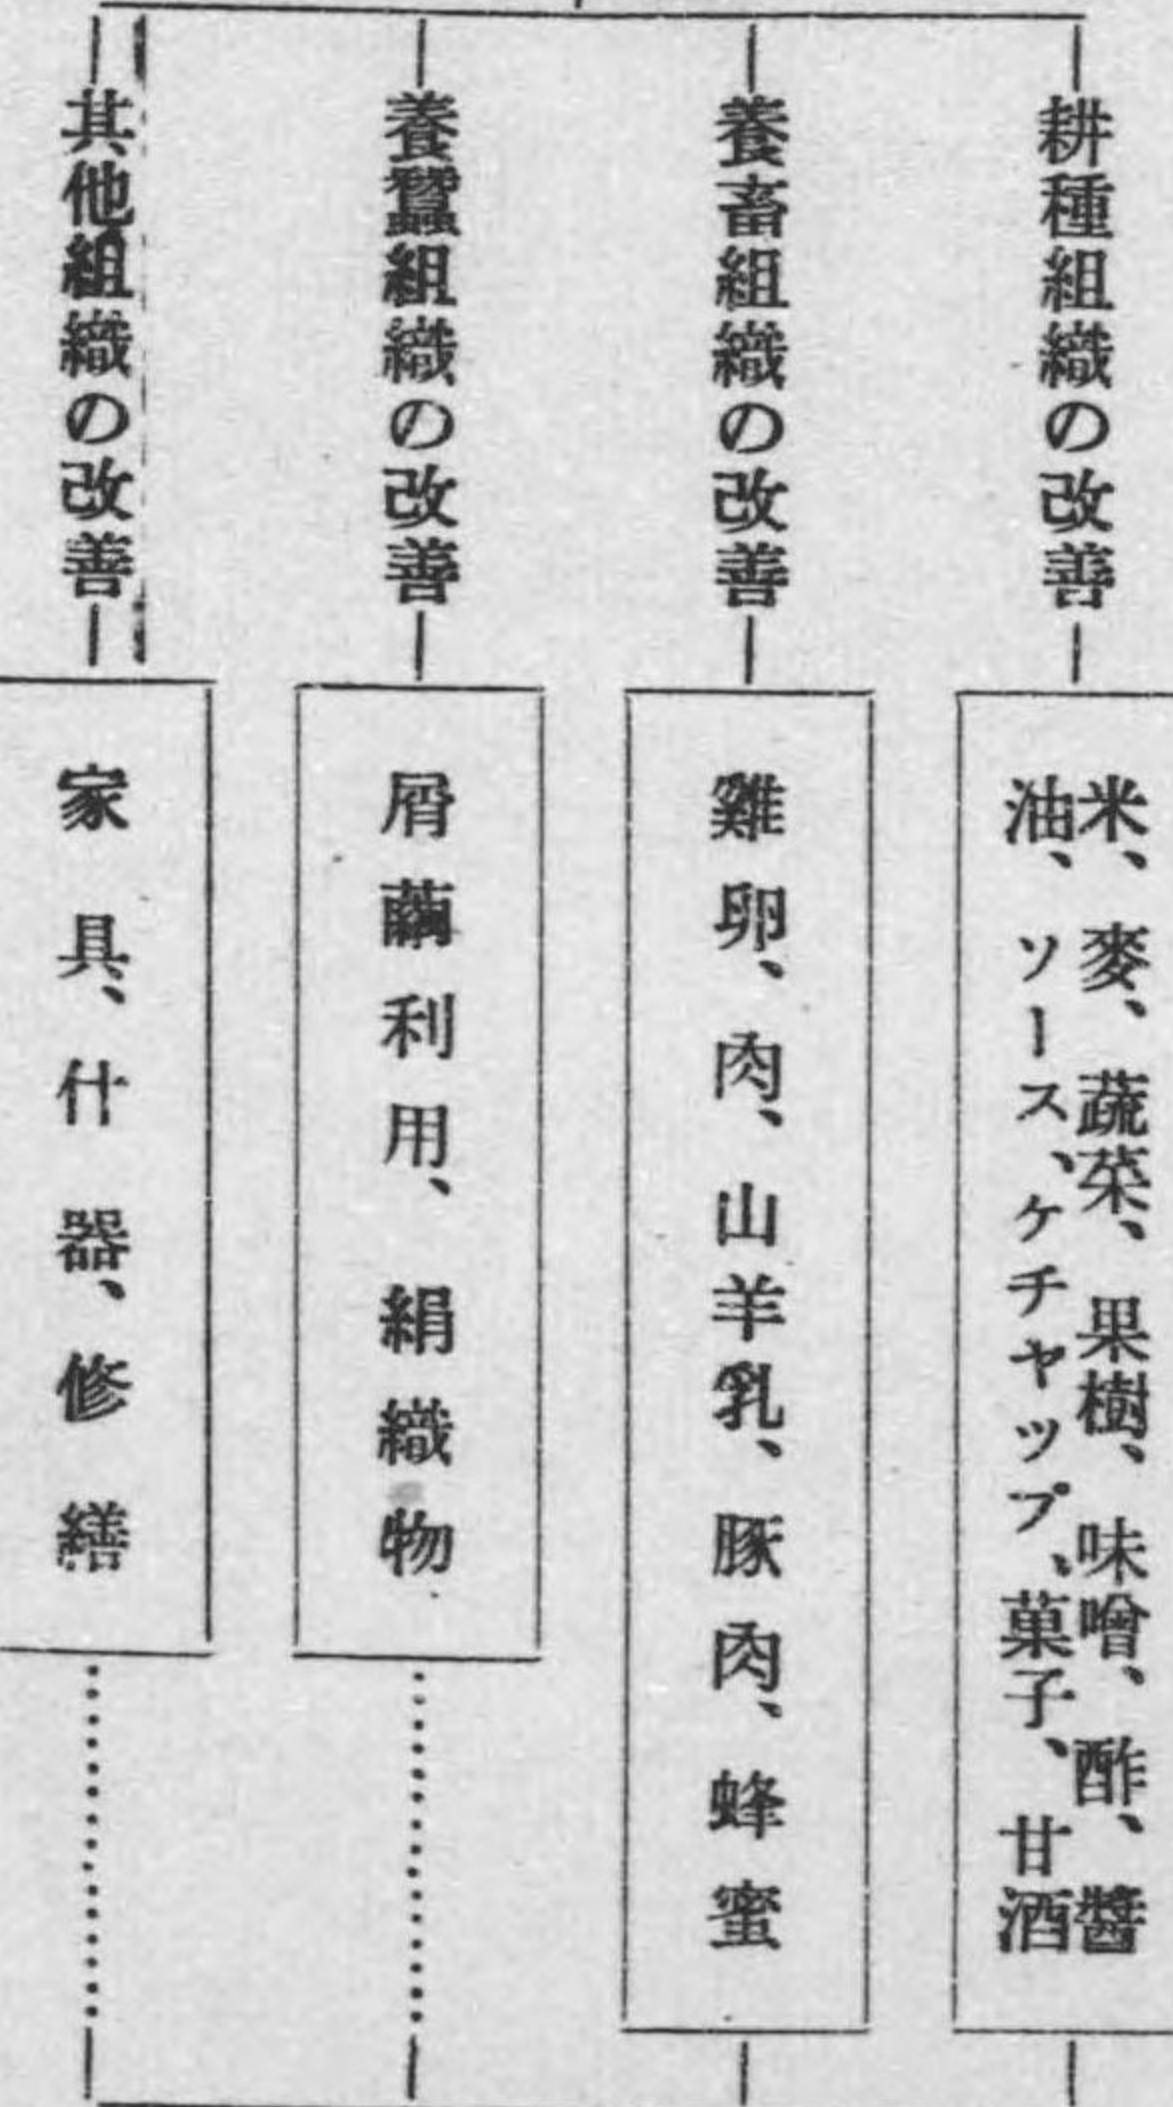 耕種組織の改善
米、麥、蔬菜、果樹、味噌、酢、醬
油、ソース、ケチャップ、菓子、甘酒
養畜組織の改善
雞卵、肉、山羊乳、豚肉、蜂蜜
養蠶組織の改善
屑繭利用、絹織物
其他組織の改善
家具、什器、修繕